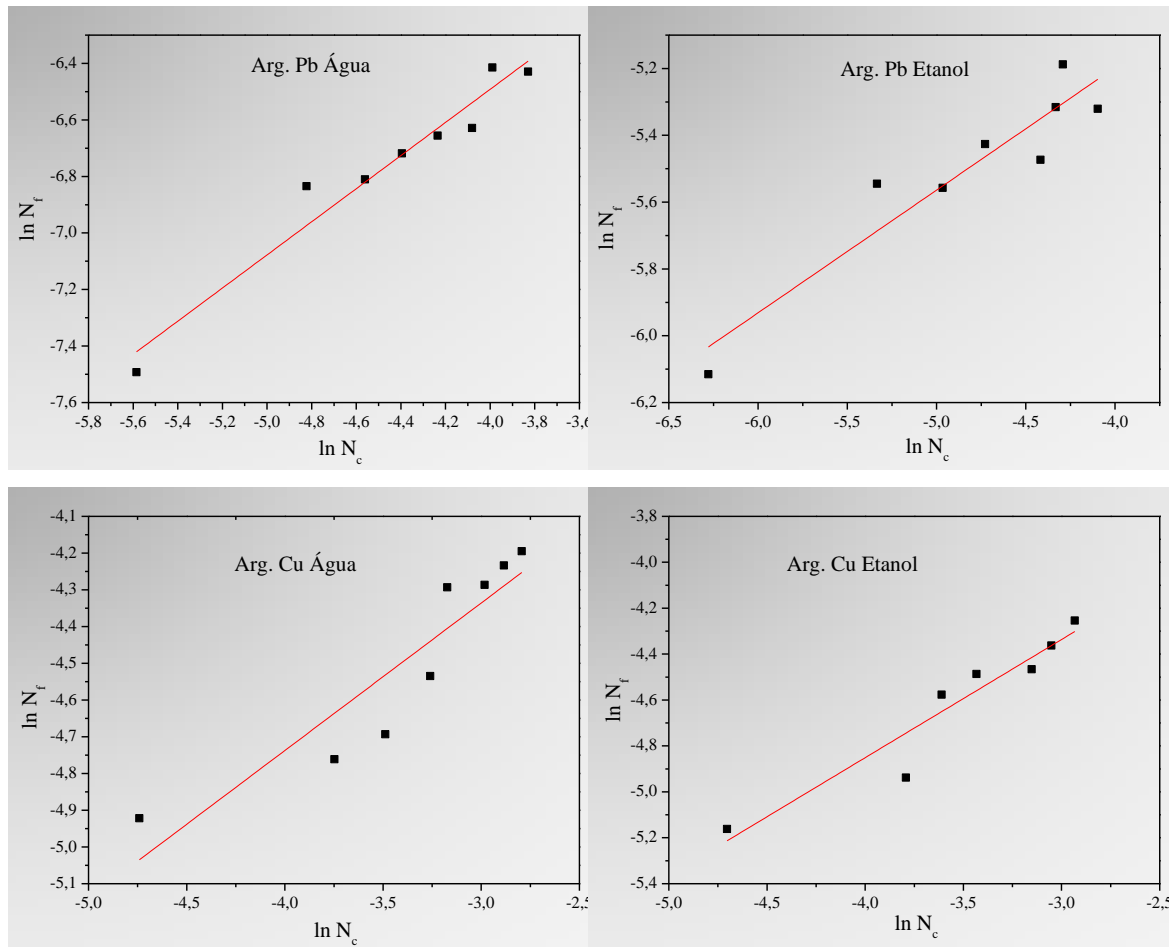 Arg. Pb Água
ln N_f
-6,4
-6,6
-6,8
-7,0
-7,2
-7,4
-7,6
-5,8 -5,6 -5,4 -5,2 -5,0 -4,8 -4,6 -4,4 -4,2 -4,0 -3,8 -3,6
ln N_c
Arg. Pb Etanol
ln N_f
-5,2
-5,4
-5,6
-5,8
-6,0
-6,2
-6,5 -6,0 -5,5 -5,0 -4,5 -4,0
ln N_c
Arg. Cu Água
ln N_f
-4,1
-4,2
-4,3
-4,4
-4,5
-4,6
-4,7
-4,8
-4,9
-5,0
-5,1
-5,0 -4,5 -4,0 -3,5 -3,0 -2,5
ln N_c
Arg. Cu Etanol
ln N_f
-3,8
-4,0
-4,2
-4,4
-4,6
-4,8
-5,0
-5,2
-5,4
-5,0 -4,5 -4,0 -3,5 -3,0 -2,5
ln N_c